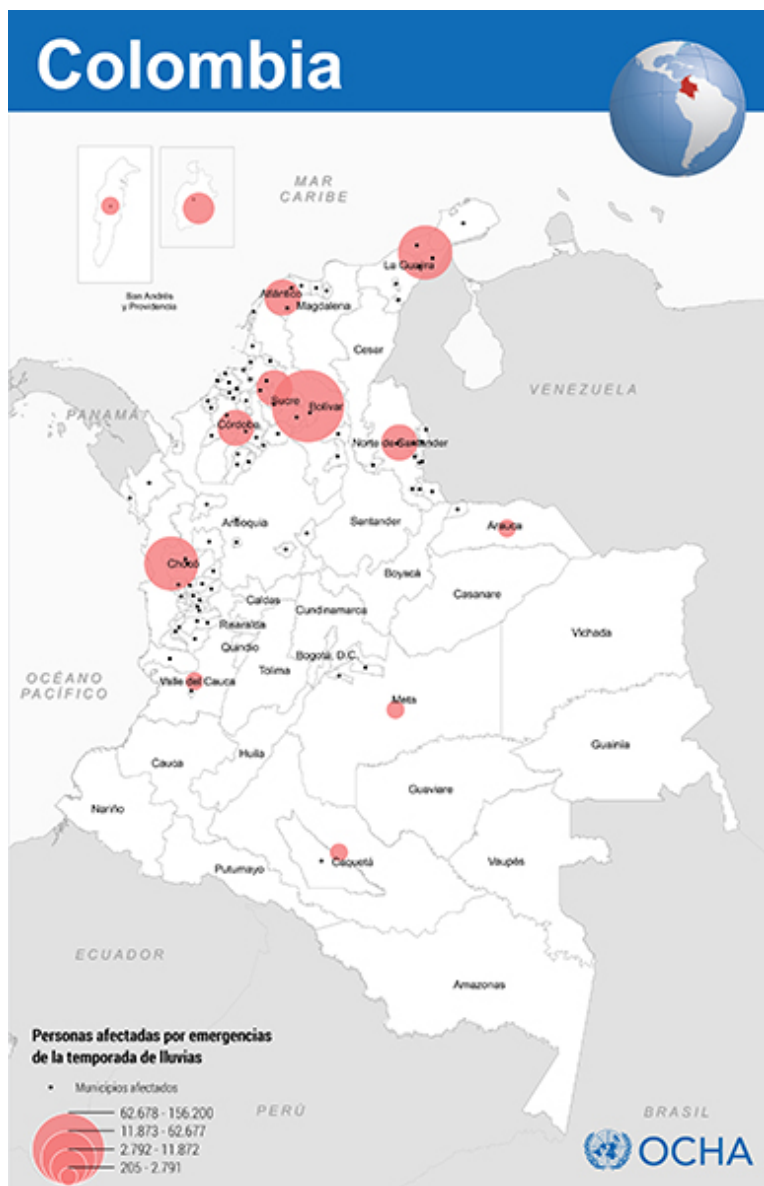 Colombia
MAR
CARIBE
La Guajira
San Andrés
y Providencia
Atlántico
Magdalena
Cesar
VENEZUELA
PANAMÁ
Sucre
Bolívar
Córdoba
Norte de Santander
Antioquia
Santander
Arauca
Chocó
Boyacá
Casanare
Caldas
Cundinamarca
Risaralda
Vichada
Quindío
Bogotá, D.C.
Tolima
OCÉANO
PACÍFICO
Valle del Cauca
Meta
Guainía
Cauca
Huila
Guaviare
Nariño
Caquetá
Vaupés
Putumayo
ECUADOR
Amazonas
Personas afectadas por emergencias
de la temporada de lluvias
Municipios afectados
62.678 - 156.200
11.873 - 62.677
2.792 - 11.872
205 - 2.791
PERÚ
BRASIL
OCHA